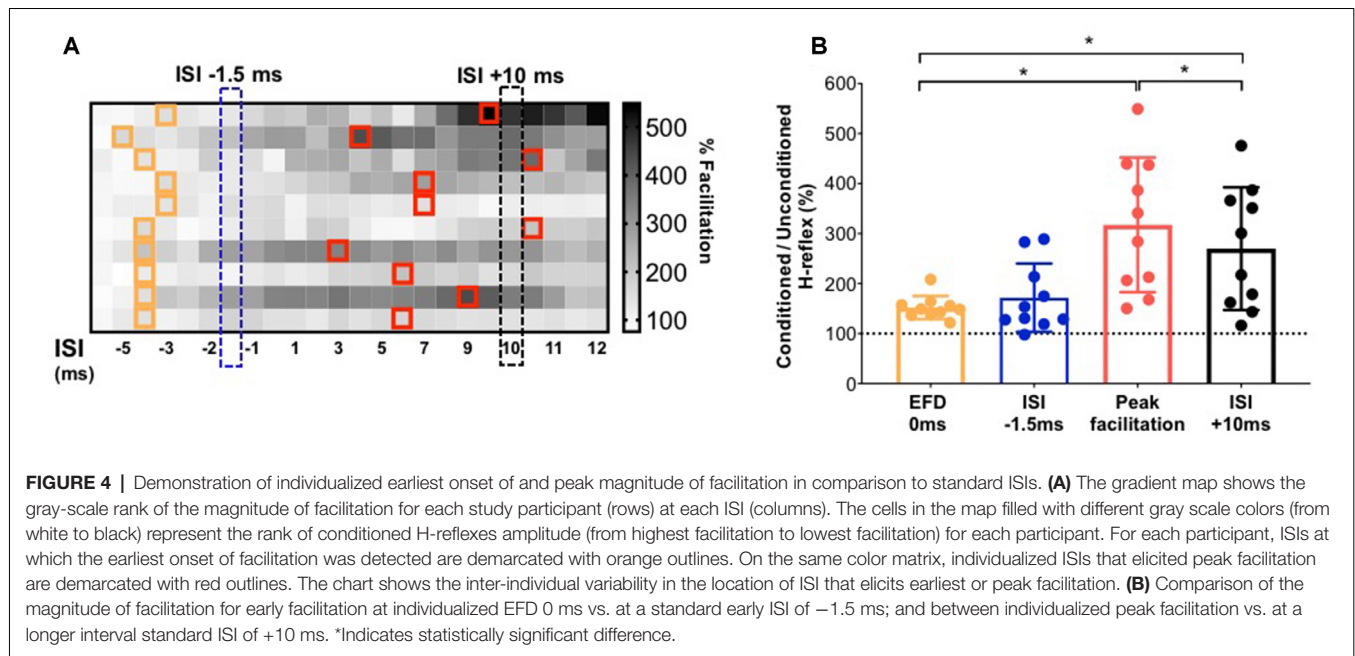 A
ISI -1.5 ms
ISI +10 ms
500
400
300
200
100
% Facilitation
ISI
(ms)
-5 -3 -2 -1 1 3 5 7 9 10 11 12
B
*
* *
Conditioned / Unconditioned
H-reflex (%)
600
500
400
300
200
100
0
EFD
0ms
ISI
-1.5ms
Peak
facilitation
ISI
+10ms
FIGURE 4 | Demonstration of individualized earliest onset of and peak magnitude of facilitation in comparison to standard ISIs. (A) The gradient map shows the
gray-scale rank of the magnitude of facilitation for each study participant (rows) at each ISI (columns). The cells in the map filled with different gray scale colors (from
white to black) represent the rank of conditioned H-reflexes amplitude (from highest facilitation to lowest facilitation) for each participant. For each participant, ISIs at
which the earliest onset of facilitation was detected are demarcated with orange outlines. On the same color matrix, individualized ISIs that elicited peak facilitation
are demarcated with red outlines. The chart shows the inter-individual variability in the location of ISI that elicits earliest or peak facilitation. (B) Comparison of the
magnitude of facilitation for early facilitation at individualized EFD 0 ms vs. at a standard early ISI of −1.5 ms; and between individualized peak facilitation vs. at a
longer interval standard ISI of +10 ms. *Indicates statistically significant difference.